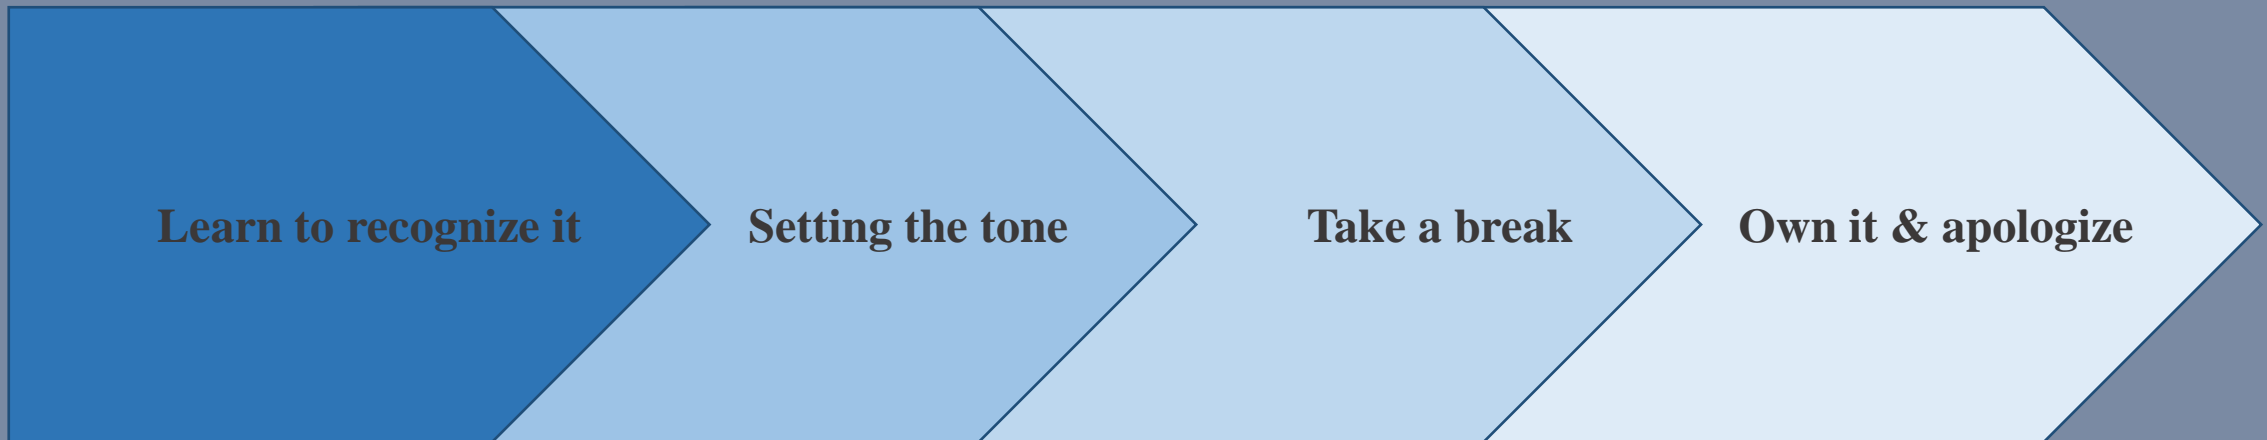 Learn to recognize it
Setting the tone
Take a break
Own it & apologize